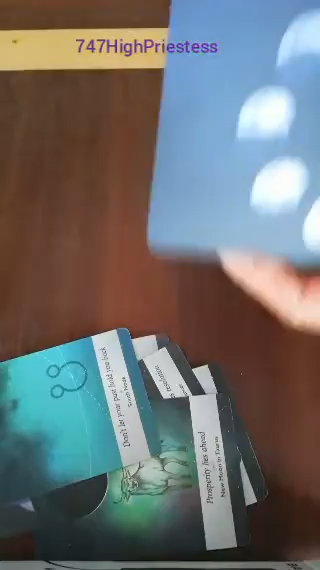 747HighPriestess
Don't let your past hold you back
South Node
Prosperity lies ahead
New Moon in Taurus